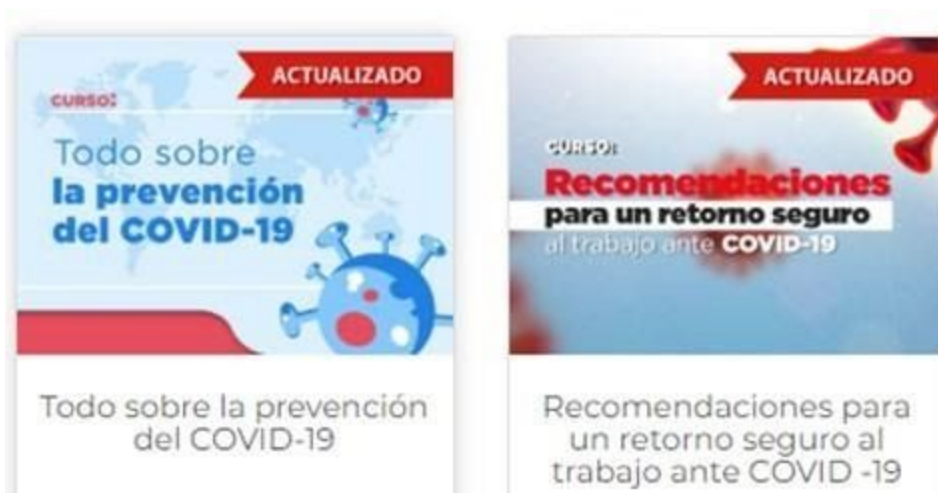 ACTUALIZADO
CURSO:
Todo sobre
la prevención
del COVID-19
Todo sobre la prevención
del COVID-19
ACTUALIZADO
CURSO:
Recomendaciones
para un retorno seguro
al trabajo ante COVID-19
Recomendaciones para
un retorno seguro al
trabajo ante COVID -19